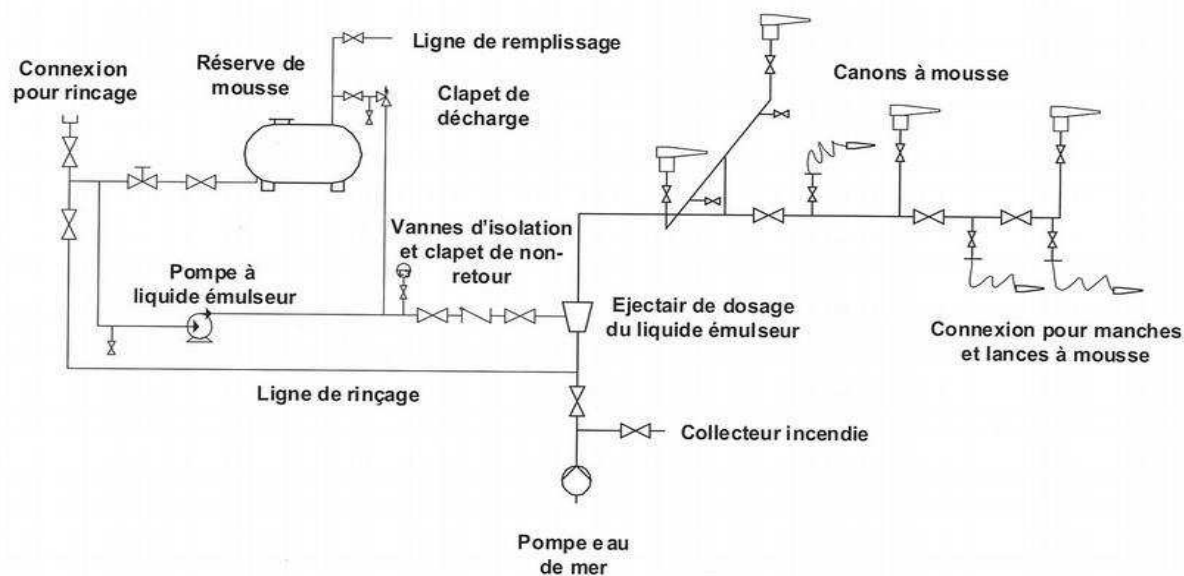 Ligne de remplissage
Connexion
pour rincage
Réserve de
mousse
Canons à mousse
Clapet de
décharge
Vannes d'isolation
et clapet de non-
retour
Pompe à
liquide émulseur
Ejectair de dosage
du liquide émulseur
Connexion pour manches
et lances à mousse
Ligne de rinçage
Collecteur incendie
Pompe eau
de mer